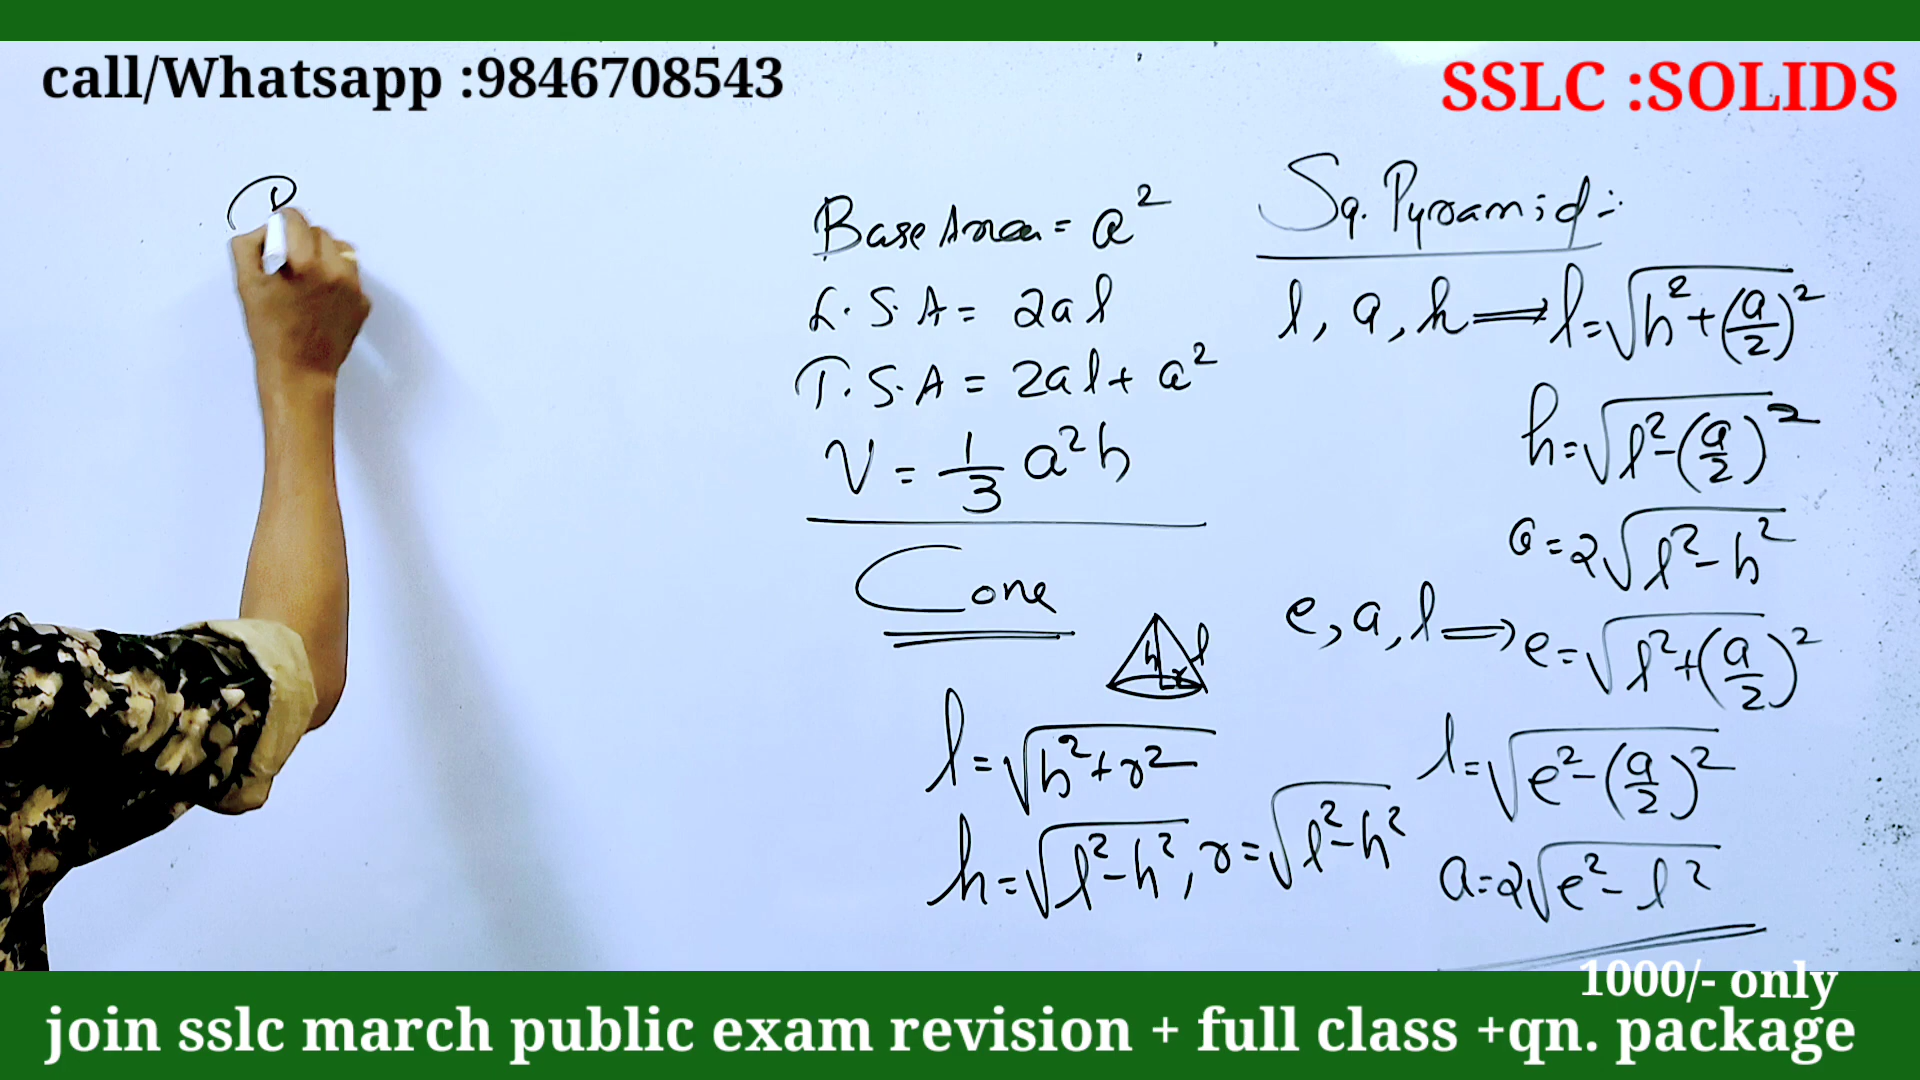 call/Whatsapp :9846708543
SSLC :SOLIDS
Base Area = a²
L.S.A = 2al
T.S.A = 2al + a²
V = 1/3 a²h
Cone
h l r
l = √(h² + r²)
h = √(l² - h²), r = √(l² - h²)
Sq. Pyramid :-
l, a, h ⟹ l = √(h² + (a/2)²)
h = √(l² - (a/2)²)
a = 2√(l² - h²)
e, a, l ⟹ e = √(l² + (a/2)²)
l = √(e² - (a/2)²)
a = 2√(e² - l²)
1000/- only
join sslc march public exam revision + full class +qn. package